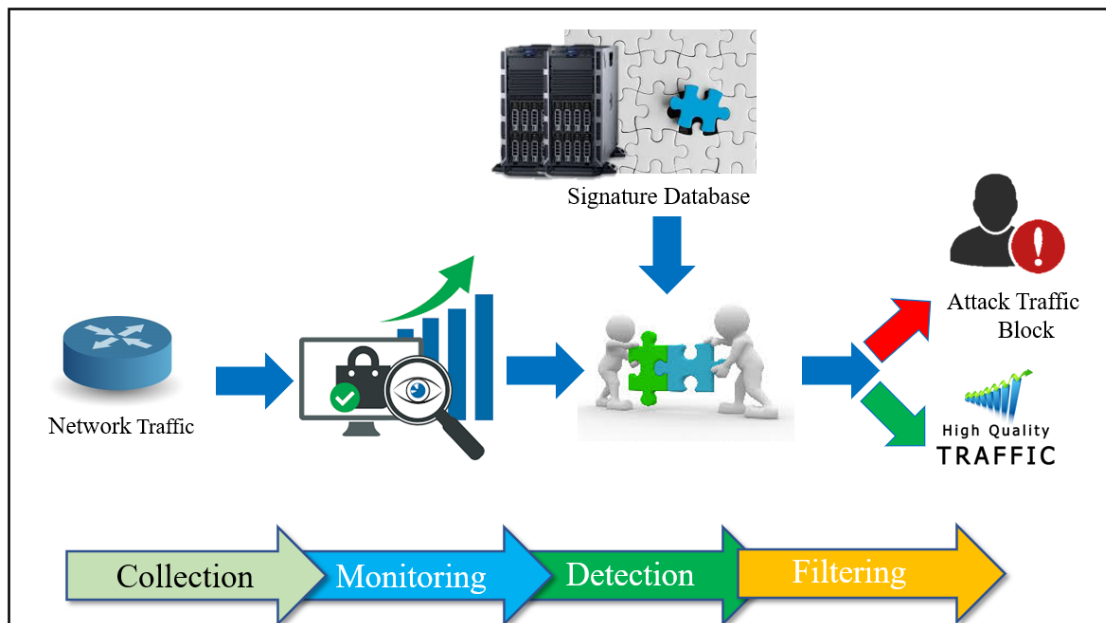 Signature Database
Attack Traffic
Block
Network Traffic
High Quality
TRAFFIC
Collection
Monitoring
Detection
Filtering